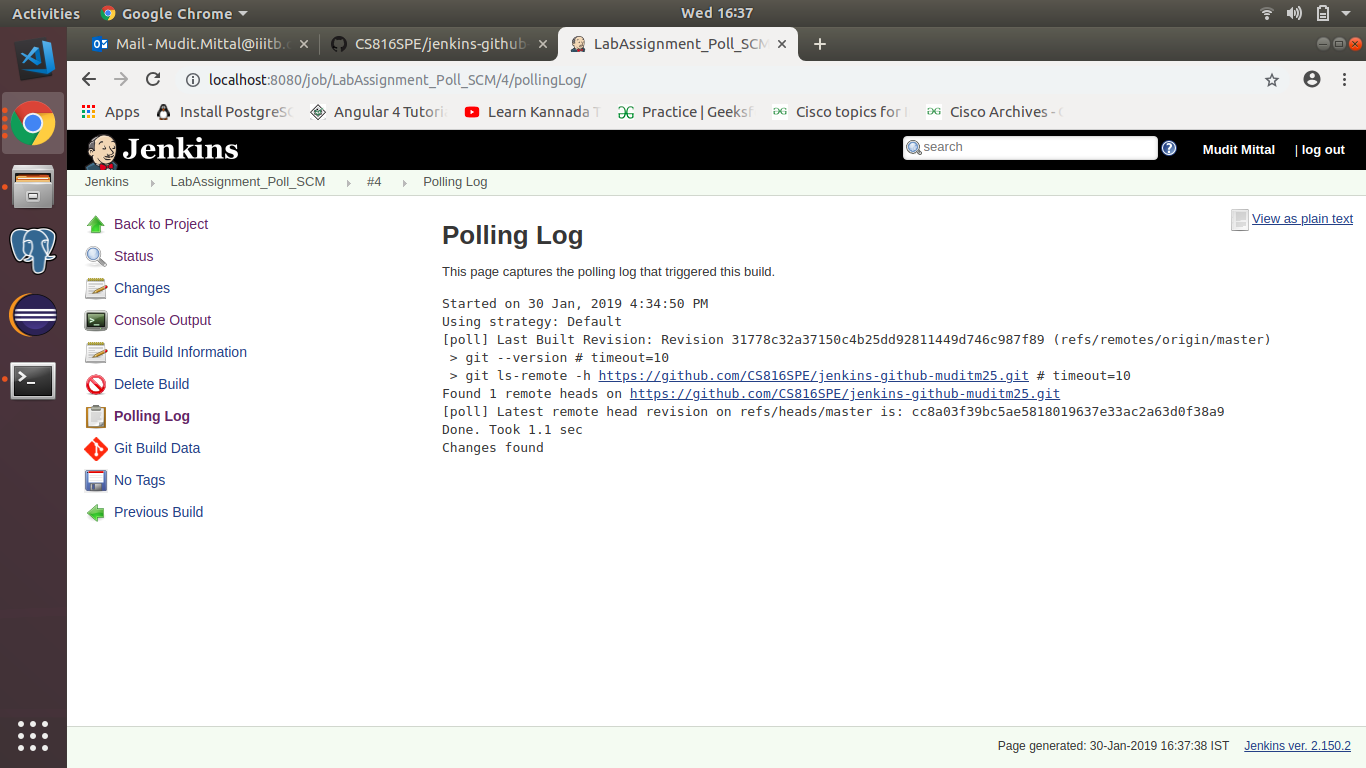 Activities
Google Chrome
Wed 16:37
Mail - Mudit.Mittal@iiitb.
CS816SPE/jenkins-github
LabAssignment_Poll_SCM
localhost:8080/job/LabAssignment_Poll_SCM/4/pollingLog/
Apps
Install Postgre
Angular 4 Tutori
Learn Kannada
Practice | Geeksf
Cisco topics for
Cisco Archives -
Jenkins
search
Mudit Mittal
| log out
Jenkins
LabAssignment_Poll_SCM
#4
Polling Log
Back to Project
Status
Changes
Console Output
Edit Build Information
Delete Build
Polling Log
Git Build Data
No Tags
Previous Build
View as plain text
Polling Log
This page captures the polling log that triggered this build.
Started on 30 Jan, 2019 4:34:50 PM
Using strategy: Default
[poll] Last Built Revision: Revision 31778c32a37150c4b25dd92811449d746c987f89 (refs/remotes/origin/master)
> git --version # timeout=10
> git ls-remote -h https://github.com/CS816SPE/jenkins-github-muditm25.git # timeout=10
Found 1 remote heads on https://github.com/CS816SPE/jenkins-github-muditm25.git
[poll] Latest remote head revision on refs/heads/master is: cc8a03f39bc5ae5818019637e33ac2a63d0f38a9
Done. Took 1.1 sec
Changes found
Page generated: 30-Jan-2019 16:37:38 IST
Jenkins ver. 2.150.2